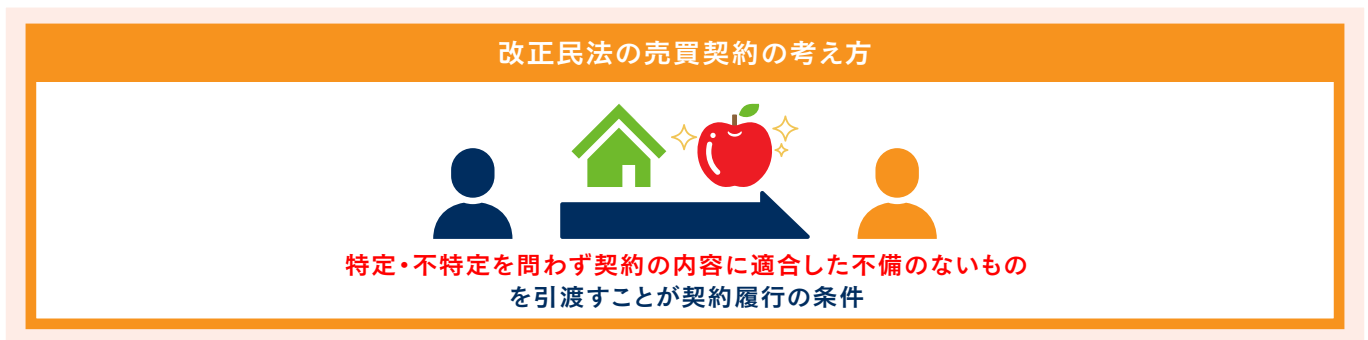 改正民法の売買契約の考え方
特定・不特定を問わず契約の内容に適合した不備のないもの
を引渡すことが契約履行の条件